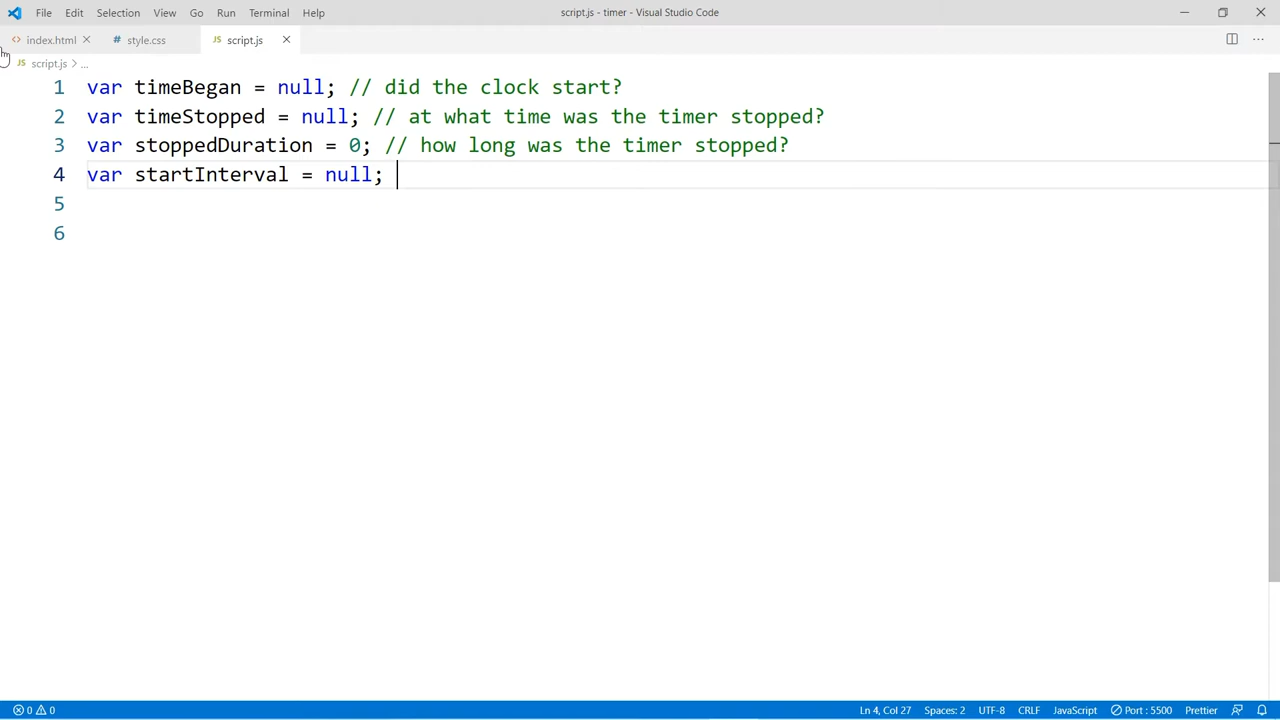 File Edit Selection View Go Run Terminal Help script.js - timer - Visual Studio Code
index.html style.css JS script.js
JS script.js > ...
1 var timeBegan = null; // did the clock start?
2 var timeStopped = null; // at what time was the timer stopped?
3 var stoppedDuration = 0; // how long was the timer stopped?
4 var startInterval = null;
5
6
0 0 Ln 4, Col 27 Spaces: 2 UTF-8 CRLF JavaScript Port : 5500 Prettier